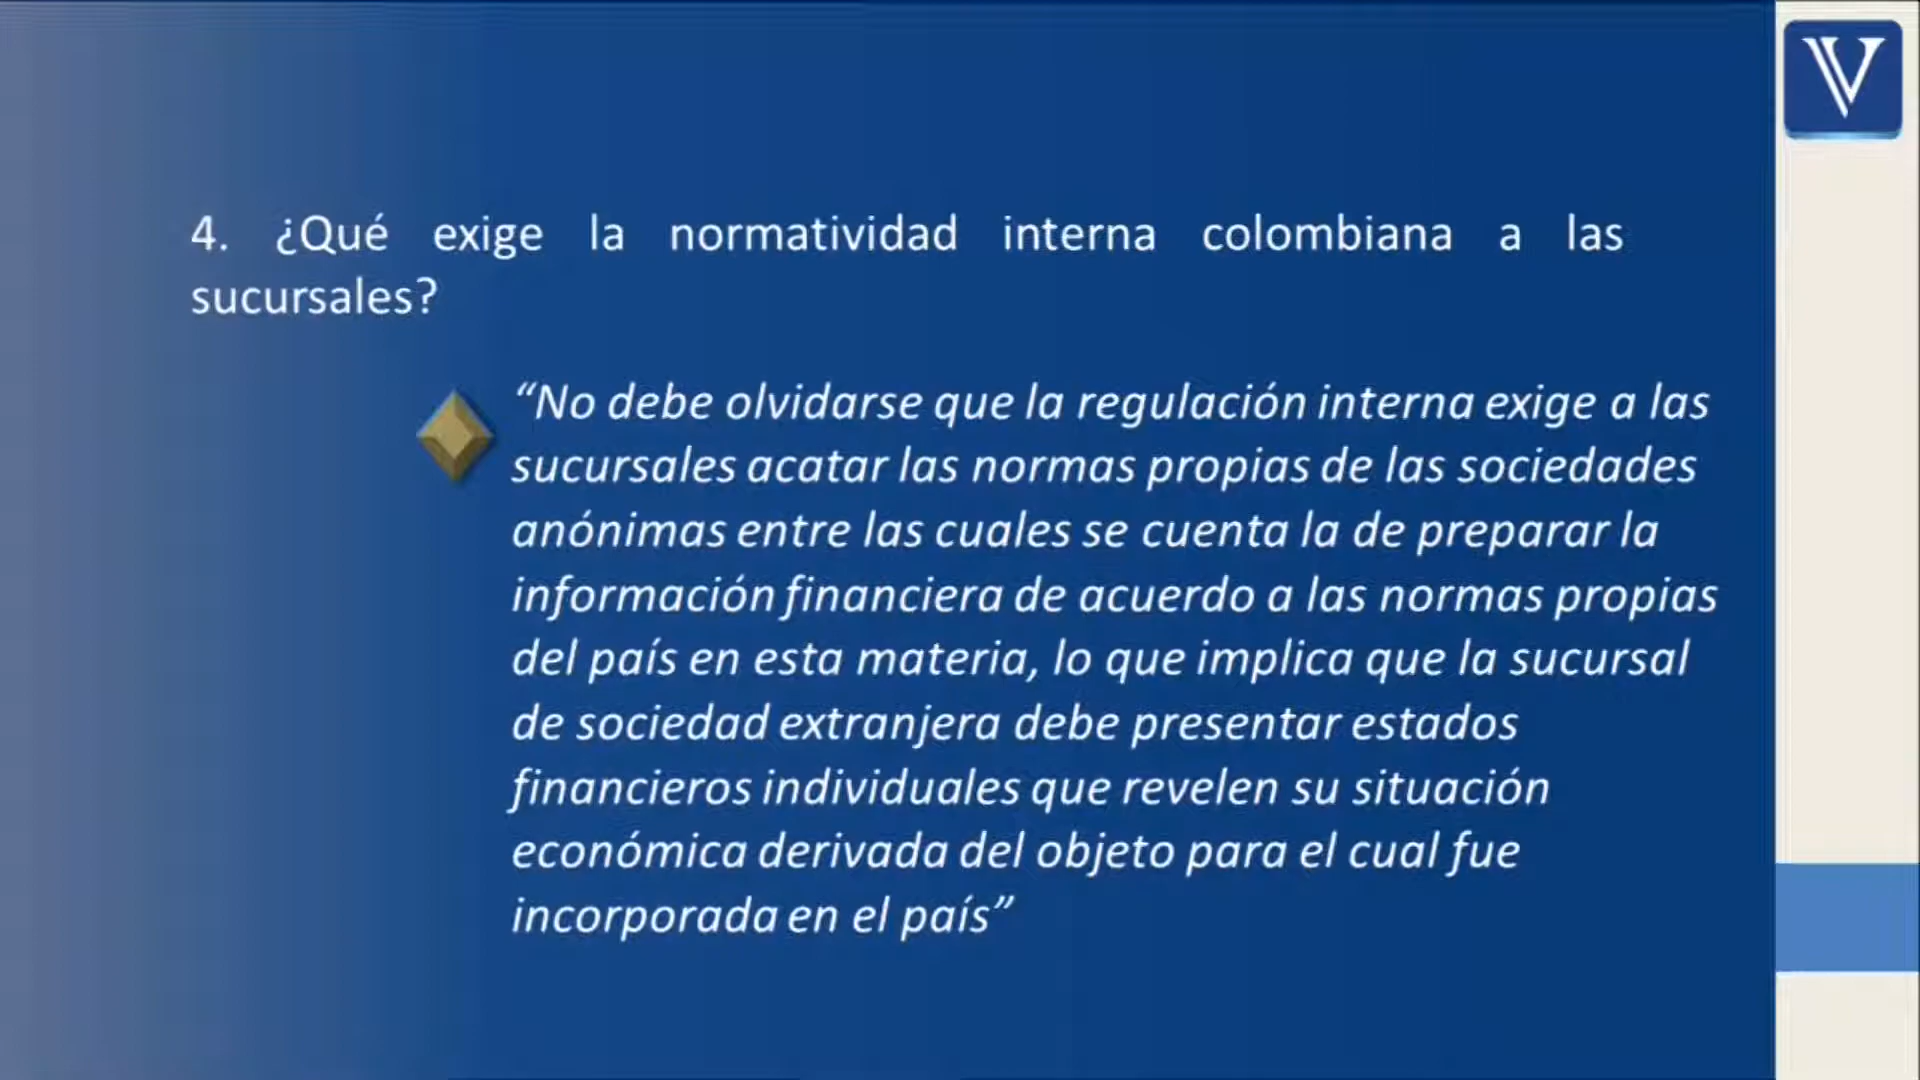 V
4. ¿Qué exige la normatividad interna colombiana a las
sucursales?
“No debe olvidarse que la regulación interna exige a las
sucursales acatar las normas propias de las sociedades
anónimas entre las cuales se cuenta la de preparar la
información financiera de acuerdo a las normas propias
del país en esta materia, lo que implica que la sucursal
de sociedad extranjera debe presentar estados
financieros individuales que revelen su situación
económica derivada del objeto para el cual fue
incorporada en el país”